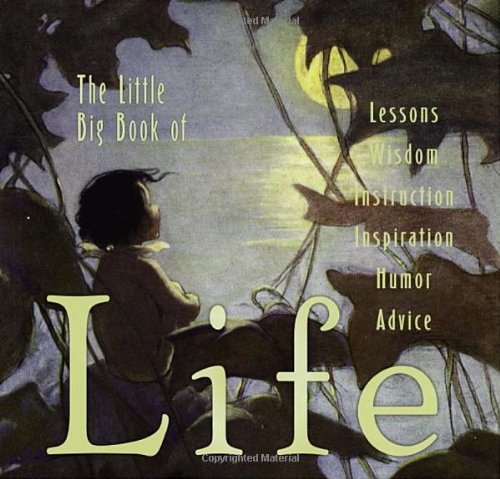 Copyrighted Material
The Little
Big Book of
Lessons
Wisdom
Instruction
Inspiration
Humor
Advice
Life
Copyrighted Material